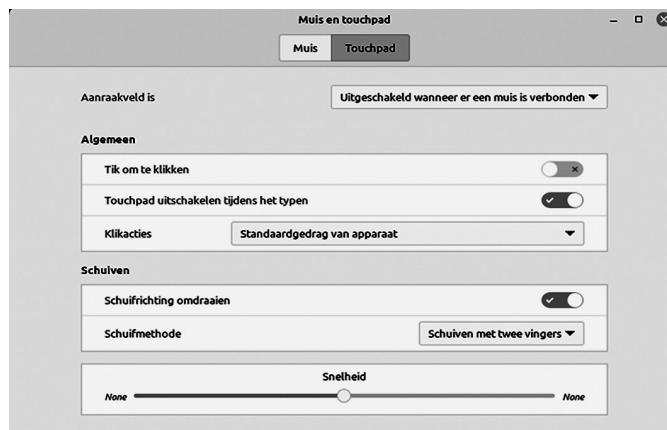 Muis en touchpad
Muis Touchpad
Aanraakveld is Uitgeschakeld wanneer er een muis is verbonden
Algemeen
Tik om te klikken
Touchpad uitschakelen tijdens het typen
Klikacties Standaardgedrag van apparaat
Schuiven
Schuifrichting omdraaien
Schuifmethode Schuiven met twee vingers
Snelheid
None None